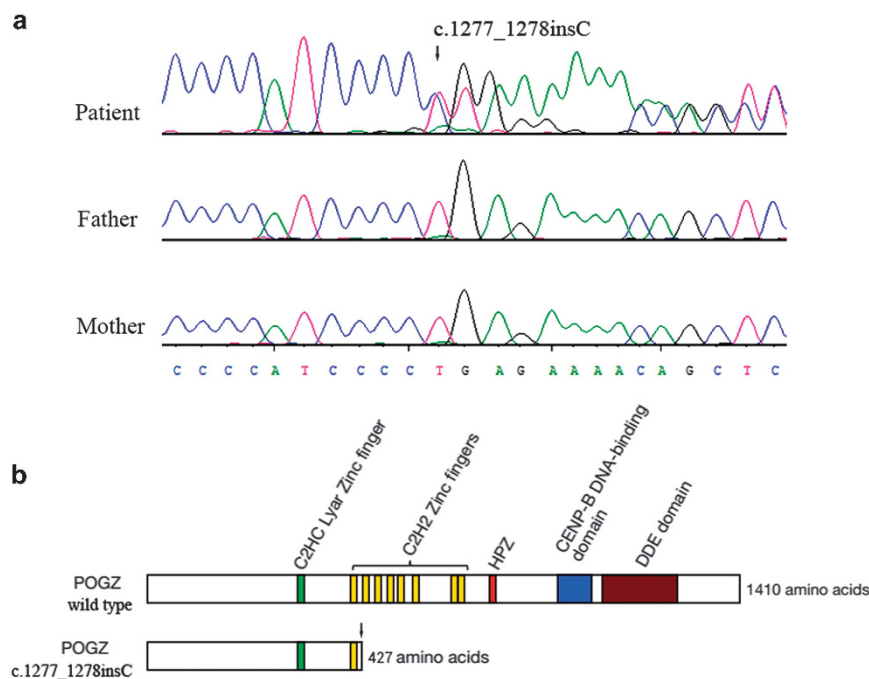 a
c.1277_1278insC
Patient
Father
Mother
C C C C A T C C C C T G A G A A A A C A G C T C
b
C2HC Lyar Zinc finger
C2H2 Zinc fingers
HPZ
CENP-B DNA-binding
domain
DDE domain
POGZ
wild type
1410 amino acids
POGZ
c.1277_1278insC
427 amino acids